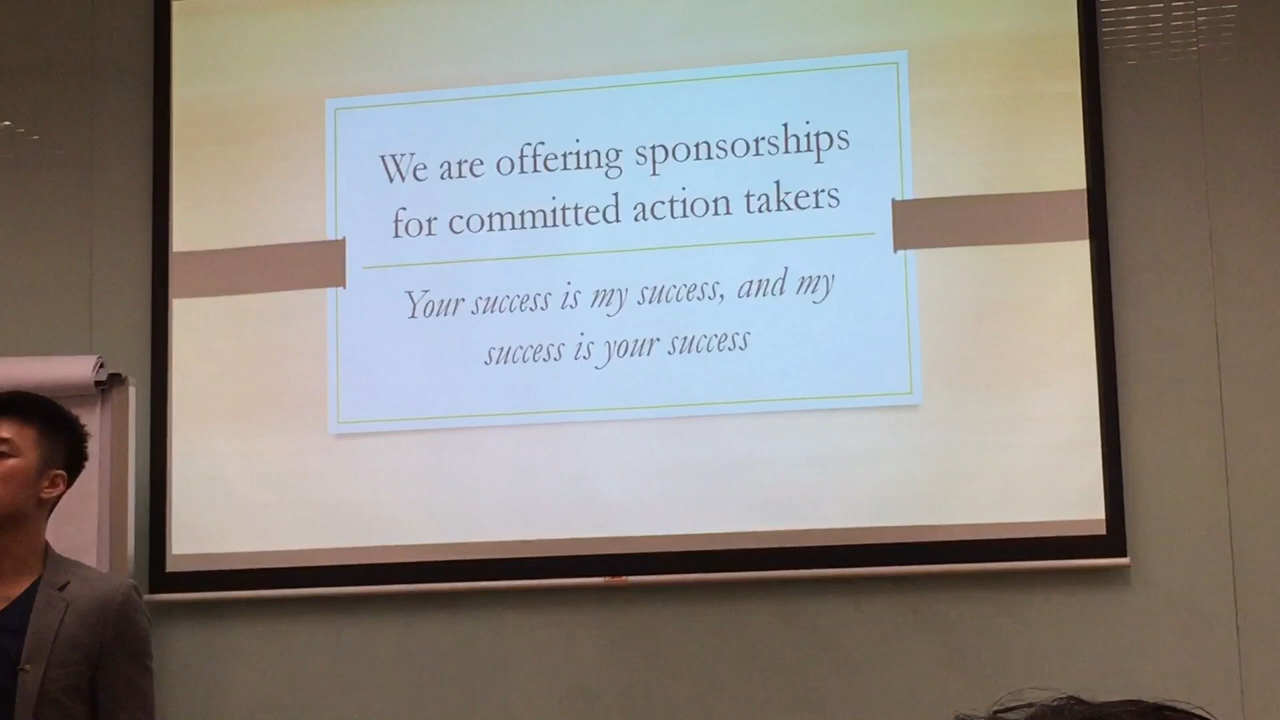 We are offering sponsorships
for committed action takers
Your success is my success, and my
success is your success